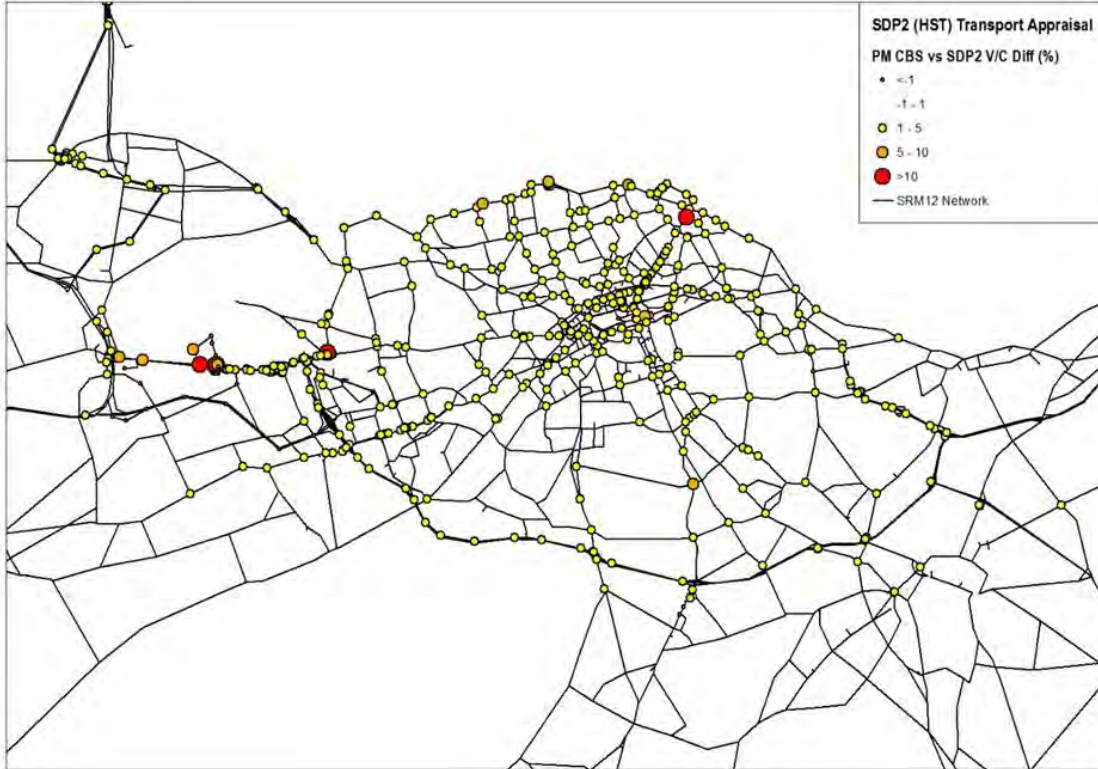 SDP2 (HST) Transport Appraisal
PM CBS vs SDP2 V/C Diff (%)
<-1
-1 - 1
1 - 5
5 - 10
>10
SRM12 Network